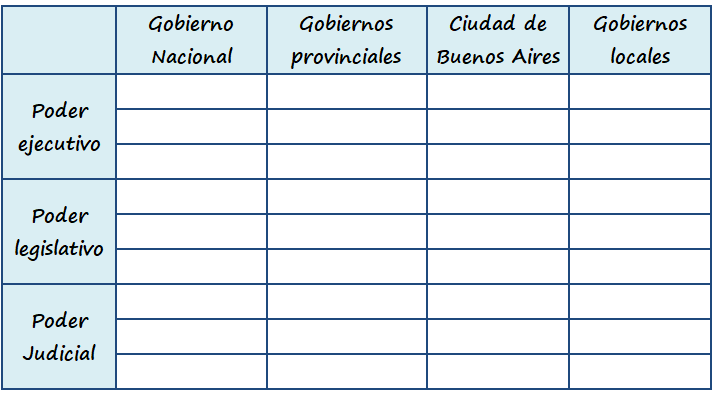 Gobierno
Nacional
Gobiernos
provinciales
Ciudad de
Buenos Aires
Gobiernos
locales
Poder
ejecutivo
Poder
legislativo
Poder
Judicial